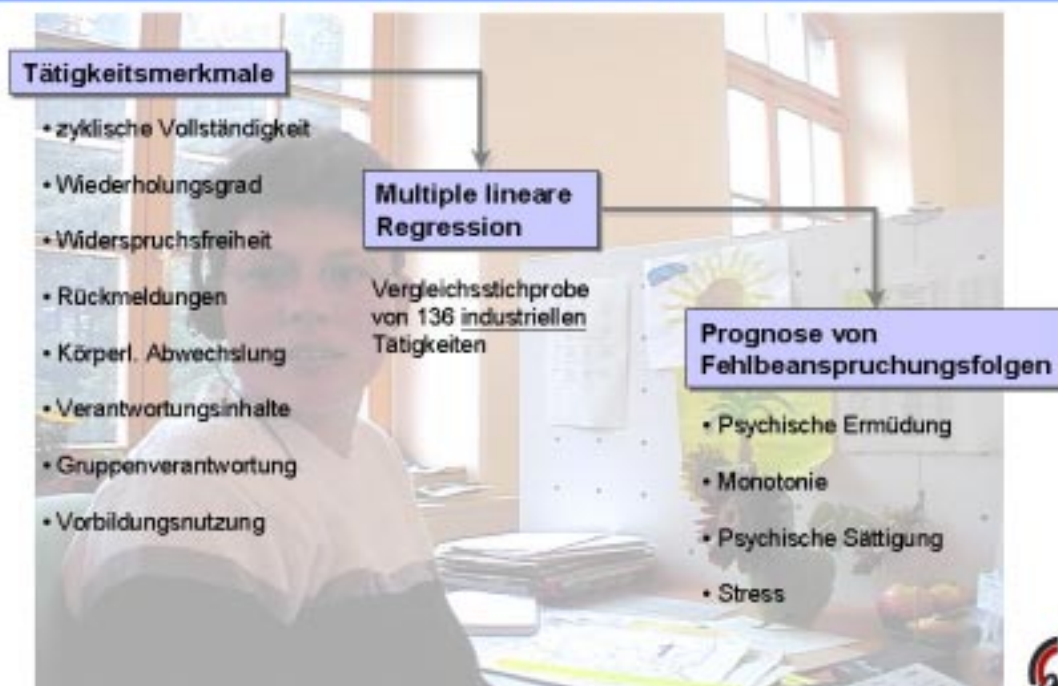 Tätigkeitsmerkmale
• zyklische Vollständigkeit
• Wiederholungsgrad
• Widerspruchsfreiheit
• Rückmeldungen
• Körperl. Abwechslung
• Verantwortungsinhalte
• Gruppenverantwortung
• Vorbildungsnutzung
Multiple lineare
Regression
Vergleichsstichprobe
von 136 industriellen
Tätigkeiten
Prognose von
Fehlbeanspruchungsfolgen
• Psychische Ermüdung
• Monotonie
• Psychische Sättigung
• Stress